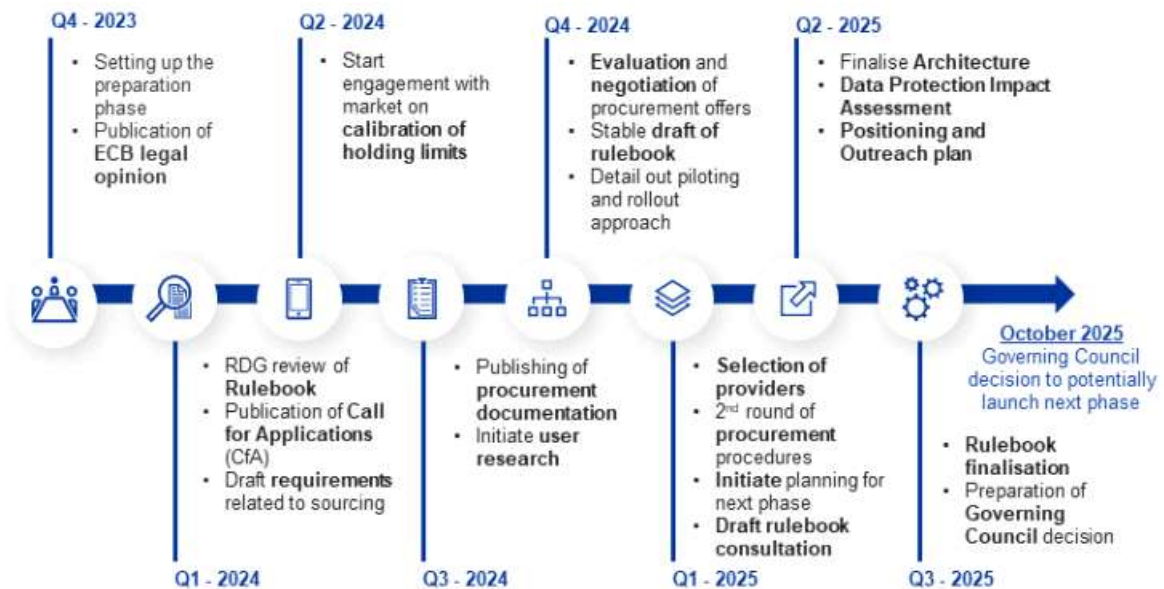 Q4 - 2023
• Setting up the
preparation
phase
• Publication of
ECB legal
opinion
Q2 - 2024
• Start
engagement with
market on
calibration of
holding limits
Q4 - 2024
• Evaluation and
negotiation of
procurement offers
• Stable draft of
rulebook
• Detail out piloting
and rollout
approach
Q2 - 2025
• Finalise Architecture
• Data Protection Impact
Assessment
• Positioning and
Outreach plan
• RDG review of
Rulebook
• Publication of Call
for Applications
(CfA)
• Draft requirements
related to sourcing
Q1 - 2024
• Publishing of
procurement
documentation
• Initiate user
research
Q3 - 2024
• Selection of
providers
• 2nd round of
procurement
procedures
• Initiate planning for
next phase
• Draft rulebook
consultation
Q1 - 2025
October 2025
Governing Council
decision to potentially
launch next phase
• Rulebook
finalisation
• Preparation of
Governing
Council decision
Q3 - 2025